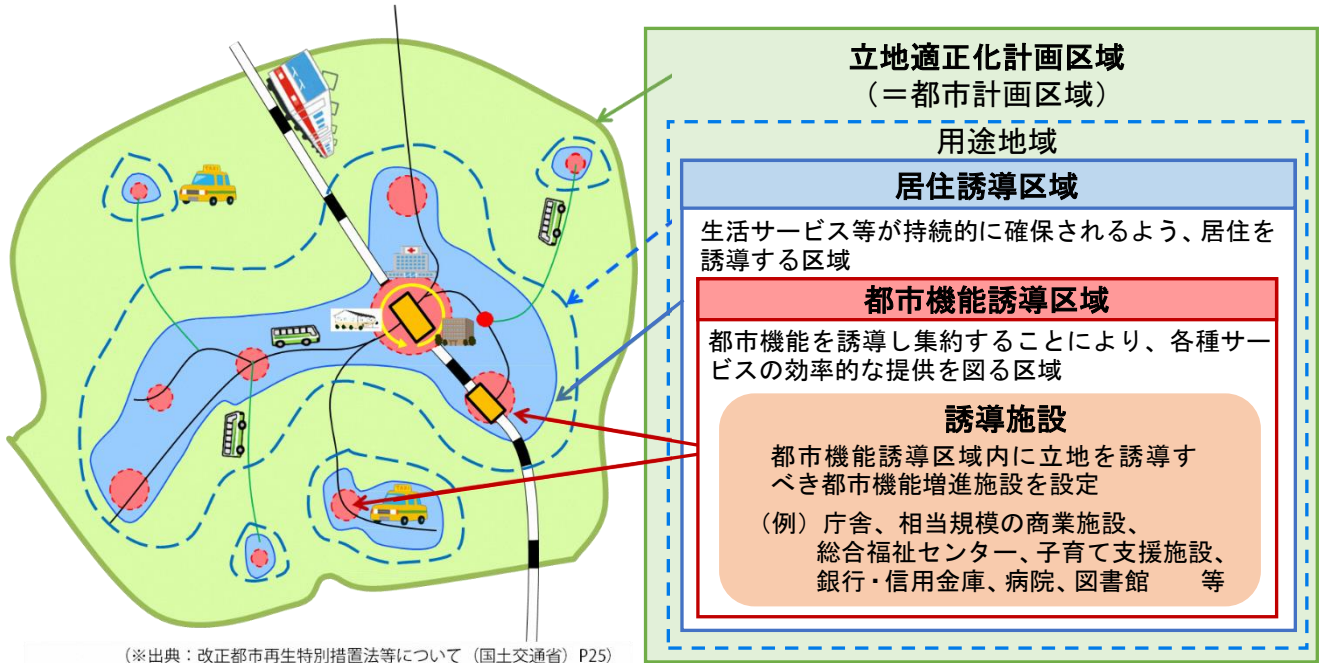 立地適正化計画区域
(＝都市計画区域)
用途地域
居住誘導区域
生活サービス等が持続的に確保されるよう、居住を
誘導する区域
都市機能誘導区域
都市機能を誘導し集約することにより、各種サー
ビスの効率的な提供を図る区域
誘導施設
都市機能誘導区域内に立地を誘導す
べき都市機能増進施設を設定
(例)庁舎、相当規模の商業施設、
総合福祉センター、子育て支援施設、
銀行・信用金庫、病院、図書館　等
(※出典：改正都市再生特別措置法等について（国土交通省）P25)